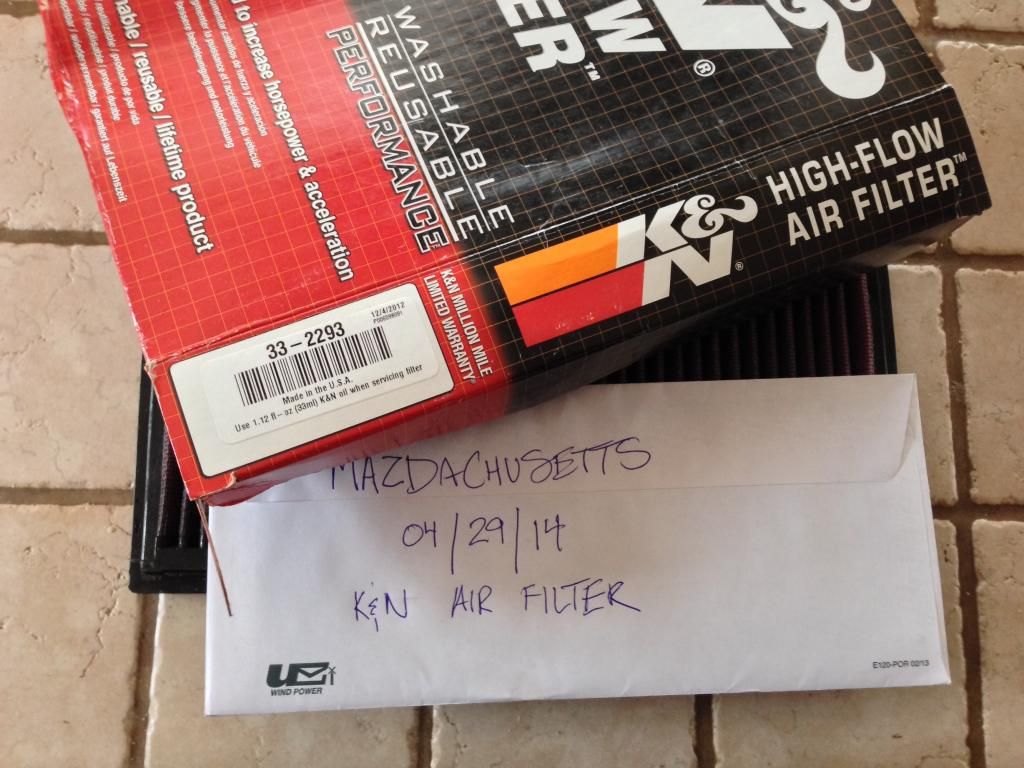 K&N®
W
ER™
WASHABLE
REUSABLE
PERFORMANCE
to increase horsepower & acceleration
nable / reusable / lifetime product
K&N MILLION MILE
LIMITED WARRANTY
K&N®
HIGH-FLOW
AIR FILTER™
33-2293
12/4/2012
Made in the U.S.A.
Use 1.12 fl-oz (33ml) K&N oil when servicing filter
MAZDACHUSETTS
04/29/14
K&N AIR FILTER
WIND POWER
E120-POR 02/13